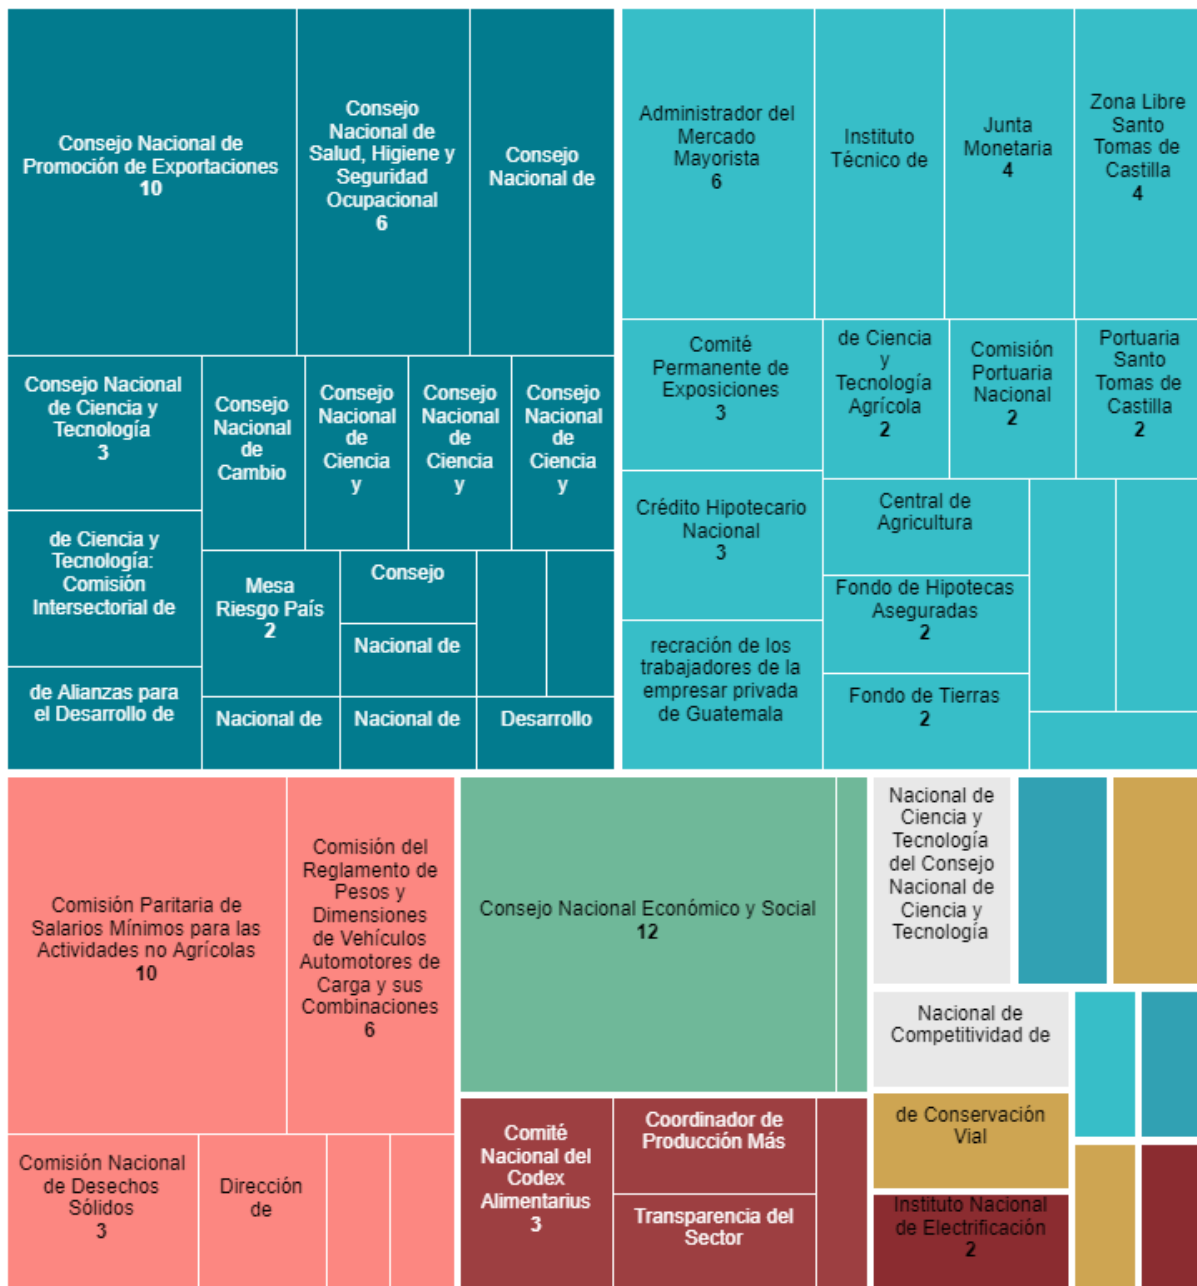 Consejo Nacional de
Promoción de Exportaciones
10
Consejo
Nacional de
Salud, Higiene y
Seguridad
Ocupacional
6
Consejo
Nacional de
Consejo Nacional
de Ciencia y
Tecnología
3
Consejo
Nacional
de
Cambio
Consejo
Nacional
de
Ciencia
y
Consejo
Nacional
de
Ciencia
y
Consejo
Nacional
de
Ciencia
y
de Ciencia y
Tecnología:
Comisión
Intersectorial de
Mesa
Riesgo País
2
Consejo
Nacional de
de Alianzas para
el Desarrollo de
Nacional de
Nacional de
Desarrollo
Administrador del
Mercado
Mayorista
6
Instituto
Técnico de
Junta
Monetaria
4
Zona Libre
Santo
Tomas de
Castilla
4
Comité
Permanente de
Exposiciones
3
de Ciencia
y
Tecnología
Agrícola
2
Comisión
Portuaria
Nacional
2
Portuaria
Santo
Tomas de
Castilla
2
Crédito Hipotecario
Nacional
3
Central de
Agricultura
Fondo de Hipotecas
Aseguradas
2
recración de los
trabajadores de la
empresar privada
de Guatemala
Fondo de Tierras
2
Comisión Paritaria de
Salarios Mínimos para las
Actividades no Agrícolas
10
Comisión del
Reglamento de
Pesos y
Dimensiones
de Vehículos
Automotores de
Carga y sus
Combinaciones
6
Comisión Nacional
de Desechos
Sólidos
3
Dirección
de
Consejo Nacional Económico y Social
12
Comité
Nacional del
Codex
Alimentarius
3
Coordinador de
Producción Más
Transparencia del
Sector
Nacional de
Ciencia y
Tecnología
del Consejo
Nacional de
Ciencia y
Tecnología
Nacional de
Competitividad de
de Conservación
Vial
Instituto Nacional
de Electrificación
2